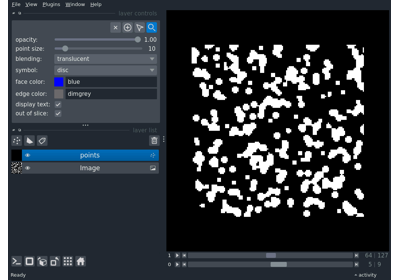 File View Plugins Window Help
layer controls
opacity: 1.00
point size: 10
blending: translucent
symbol: disc
face color: blue
edge color: dimgrey
display text:
out of slice:
layer list
points
Image
1 64 127
0 5 9
Ready activity